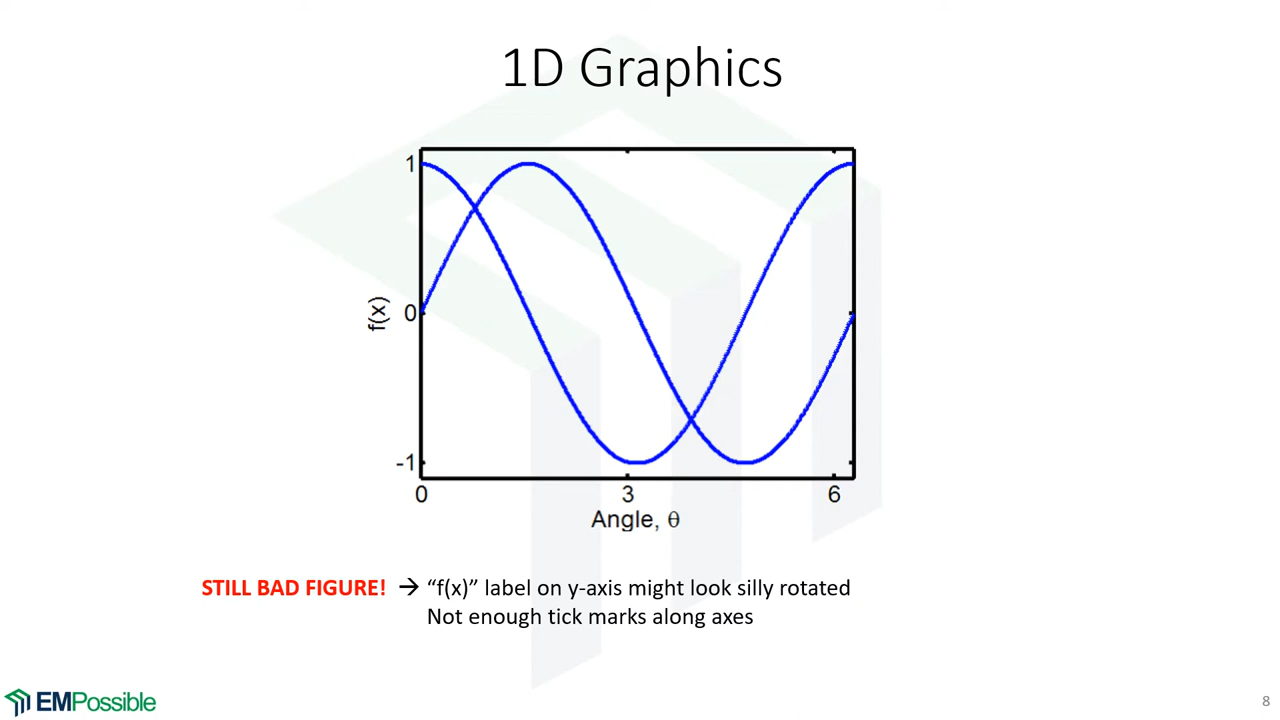 1D Graphics
1
0
-1
f(x)
0 3 6
Angle, θ
STILL BAD FIGURE! → “f(x)” label on y-axis might look silly rotated
Not enough tick marks along axes
EMPossible
8